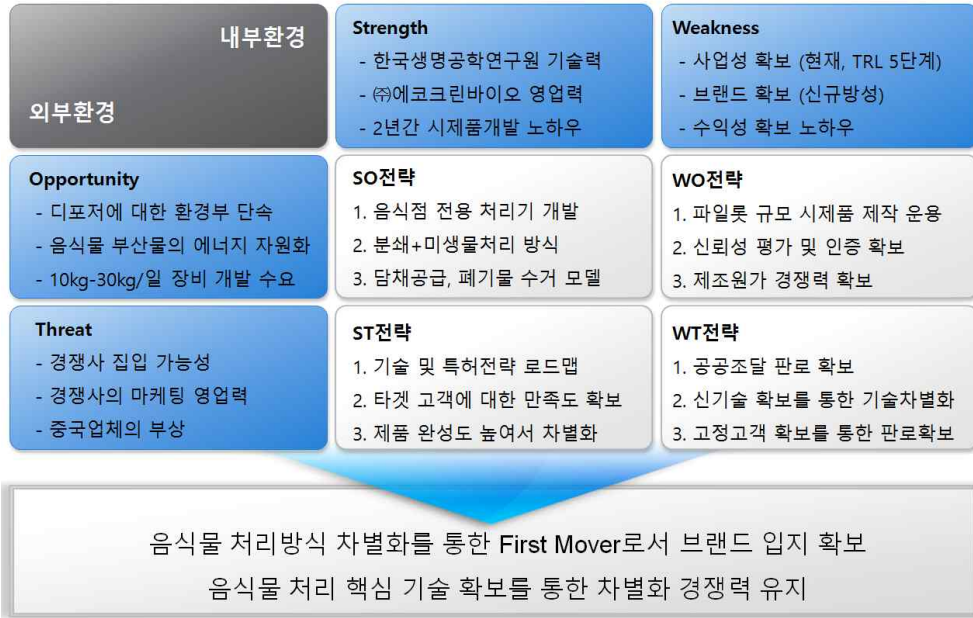 내부환경
외부환경
Strength
- 한국생명공학연구원 기술력
- ㈜에코크린바이오 영업력
- 2년간 시제품개발 노하우
Weakness
- 사업성 확보 (현재, TRL 5단계)
- 브랜드 확보 (신규방성)
- 수익성 확보 노하우
Opportunity
- 디포저에 대한 환경부 단속
- 음식물 부산물의 에너지 자원화
- 10kg-30kg/일 장비 개발 수요
SO전략
1. 음식점 전용 처리기 개발
2. 분쇄+미생물처리 방식
3. 담채공급, 폐기물 수거 모델
WO전략
1. 파일롯 규모 시제품 제작 운용
2. 신뢰성 평가 및 인증 확보
3. 제조원가 경쟁력 확보
Threat
- 경쟁사 집입 가능성
- 경쟁사의 마케팅 영업력
- 중국업체의 부상
ST전략
1. 기술 및 특허전략 로드맵
2. 타겟 고객에 대한 만족도 확보
3. 제품 완성도 높여서 차별화
WT전략
1. 공공조달 판로 확보
2. 신기술 확보를 통한 기술차별화
3. 고정고객 확보를 통한 판로확보
음식물 처리방식 차별화를 통한 First Mover로서 브랜드 입지 확보
음식물 처리 핵심 기술 확보를 통한 차별화 경쟁력 유지